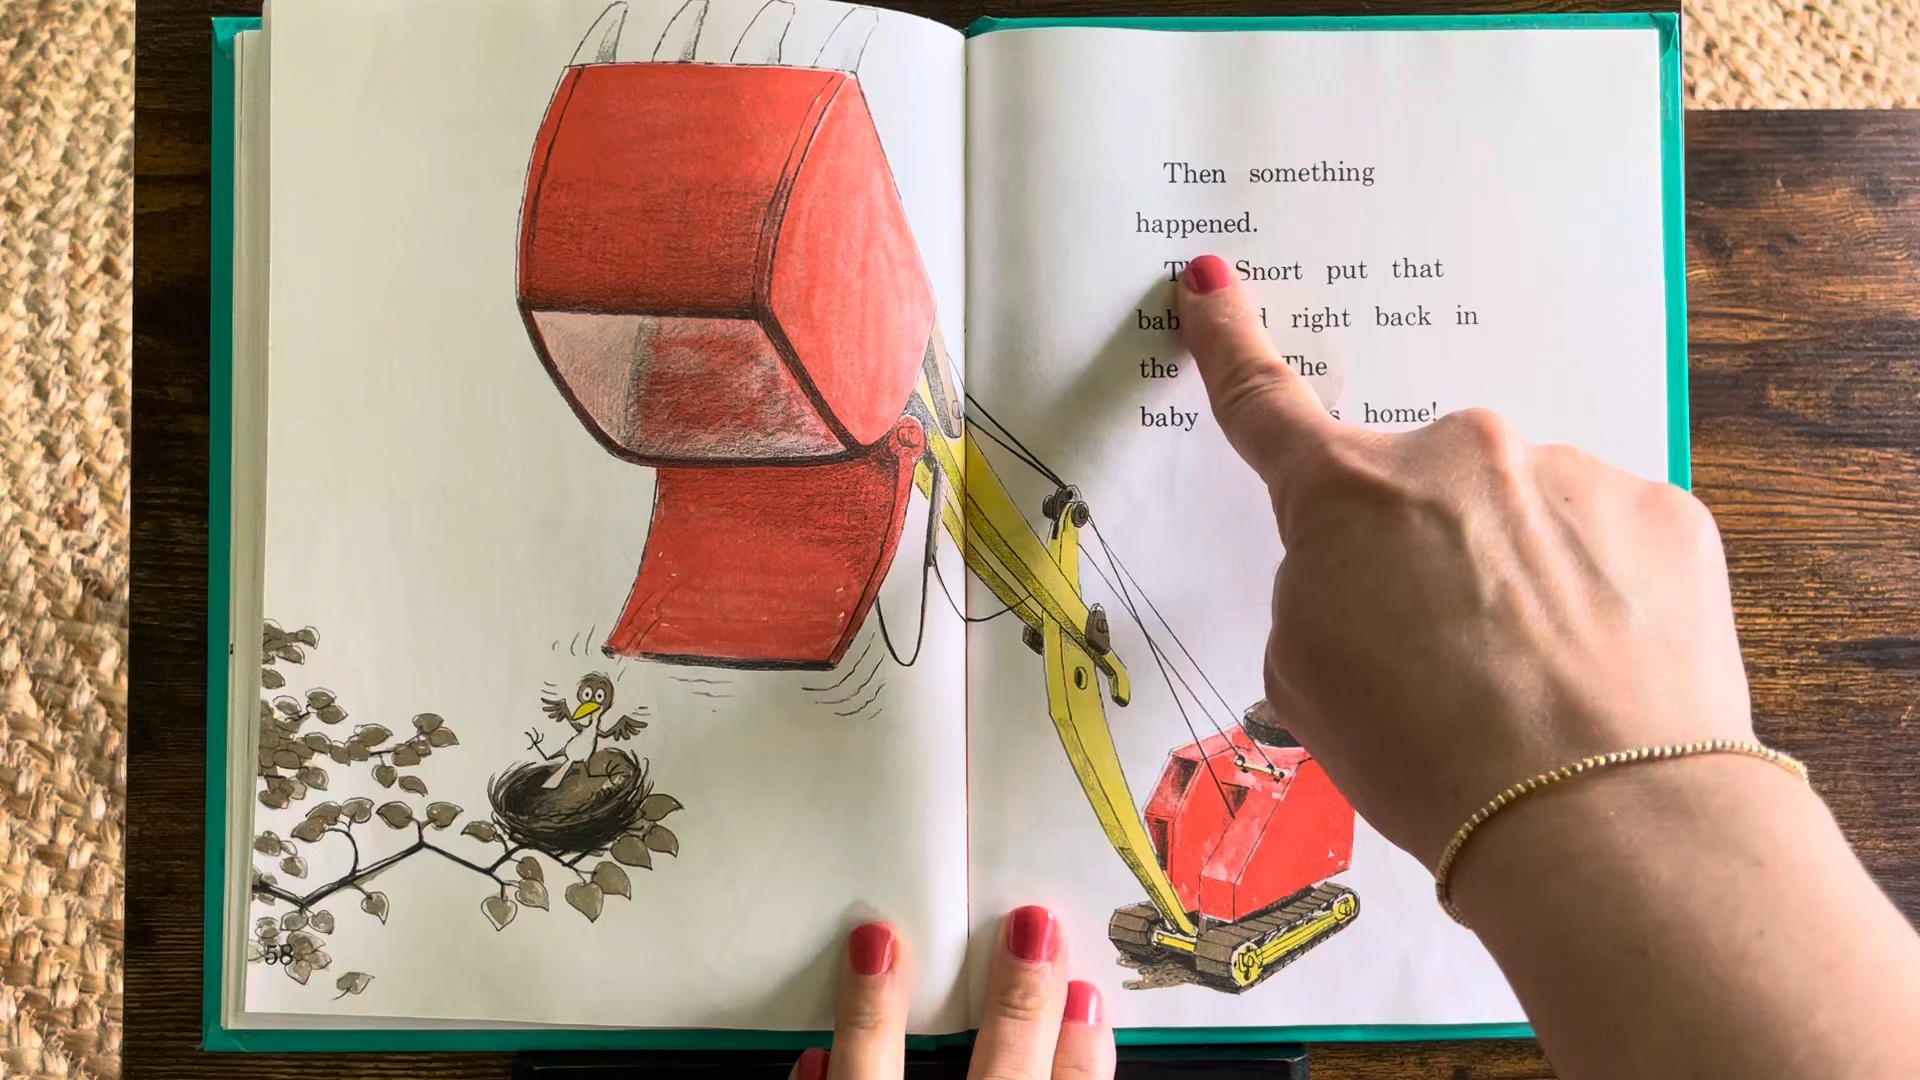 Then something
happened.
Snort put that
right back in
the The
baby home!
58